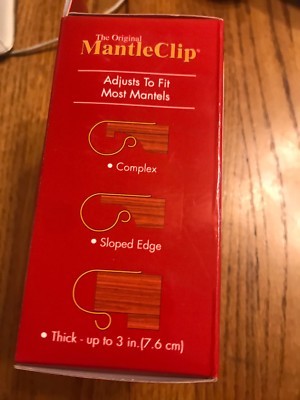 The Original
MantleClip®
Adjusts To Fit
Most Mantels
• Complex
• Sloped Edge
• Thick - up to 3 in.(7.6 cm)